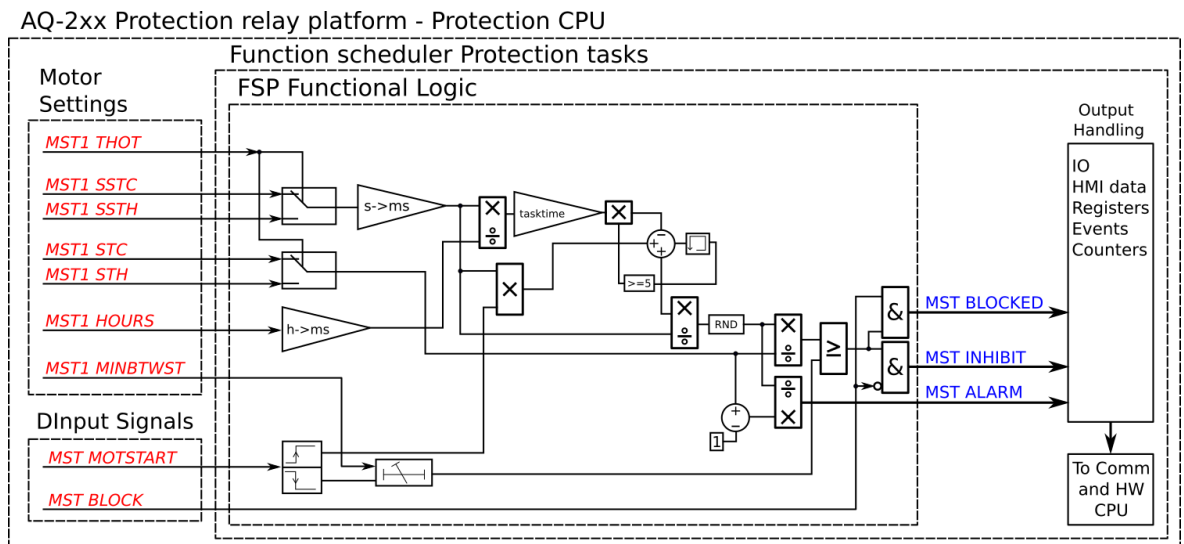 AQ-2xx Protection relay platform - Protection CPU
Function scheduler Protection tasks
FSP Functional Logic
Motor
Settings
MST1 THOT
MST1 SSTC
MST1 SSTH
MST1 STC
MST1 STH
MST1 HOURS
MST1 MINBTWST
DInput Signals
MST MOTSTART
MST BLOCK
s->ms
h->ms
×
÷
tasktime
×
×
−
+
+
>=5
×
÷
RND
×
÷
÷
×
+
−
1
≥
&
&
MST BLOCKED
MST INHIBIT
MST ALARM
Output
Handling
IO
HMI data
Registers
Events
Counters
To Comm
and HW
CPU